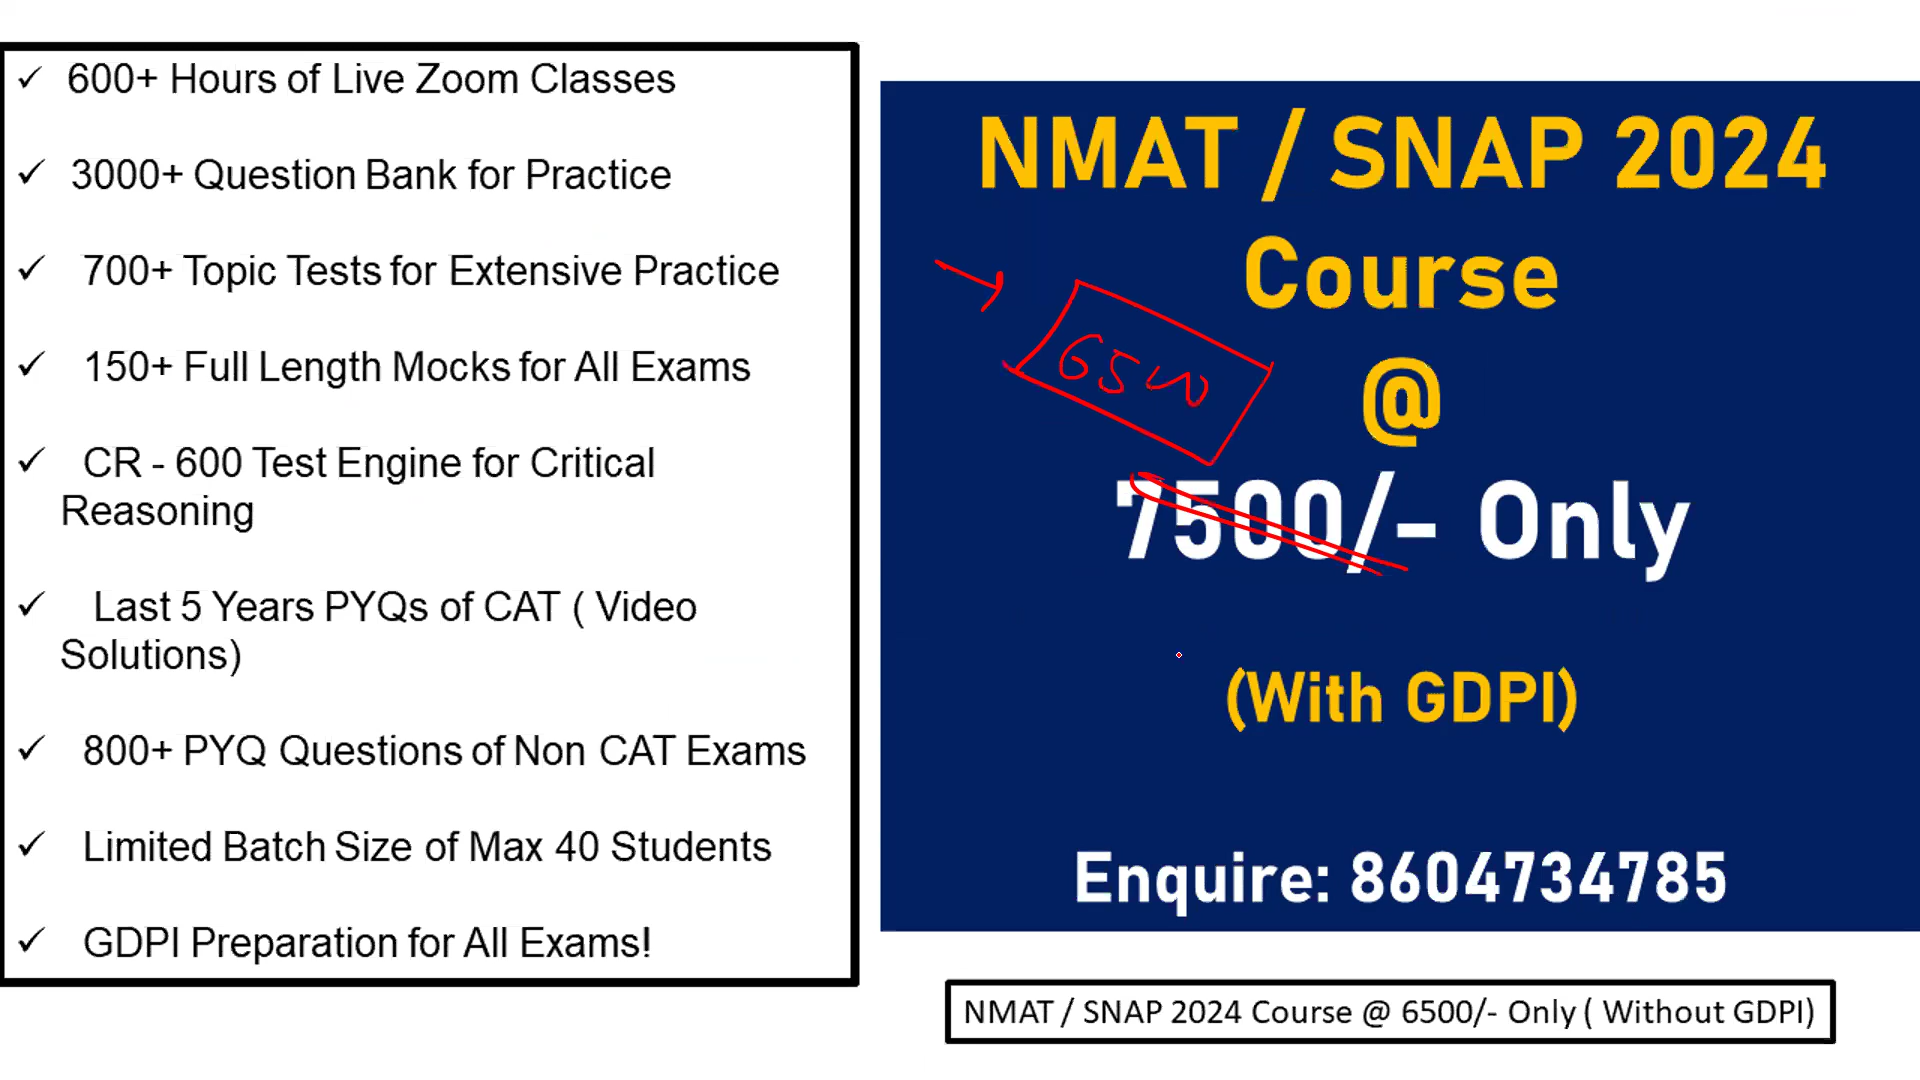 ✓ 600+ Hours of Live Zoom Classes
✓ 3000+ Question Bank for Practice
✓ 700+ Topic Tests for Extensive Practice
✓ 150+ Full Length Mocks for All Exams
✓ CR - 600 Test Engine for Critical
Reasoning
✓ Last 5 Years PYQs of CAT ( Video
Solutions)
✓ 800+ PYQ Questions of Non CAT Exams
✓ Limited Batch Size of Max 40 Students
✓ GDPI Preparation for All Exams!
NMAT / SNAP 2024
Course
@
6500
7500/- Only
(With GDPI)
Enquire: 8604734785
NMAT / SNAP 2024 Course @ 6500/- Only ( Without GDPI)